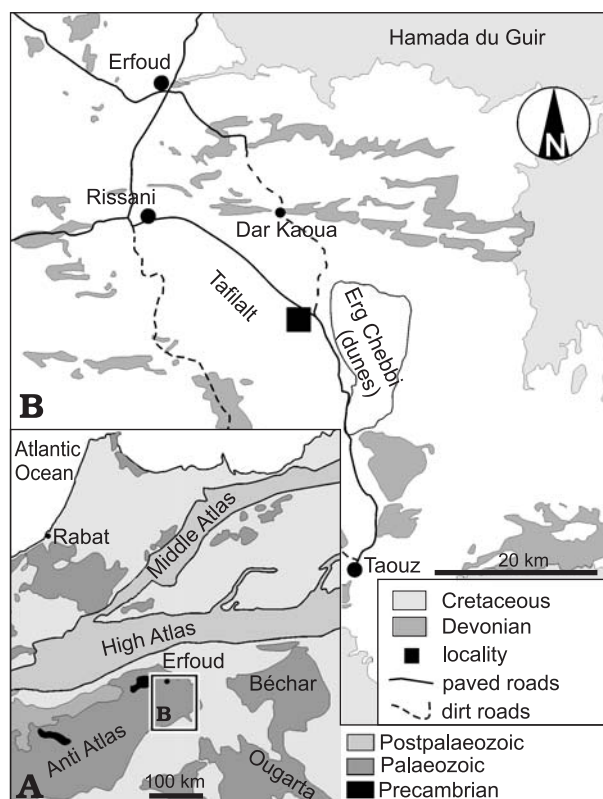 Hamada du Guir
Erfoud
N
Rissani
Dar Kaoua
Tafilalt
Erg Chebbi
(dunes)
B
Taouz
20 km
Atlantic
Ocean
Rabat
Middle Atlas
High Atlas
Erfoud
B
Béchar
Anti Atlas
Ougarta
A
100 km
Cretaceous
Devonian
locality
paved roads
dirt roads
Postpalaeozoic
Palaeozoic
Precambrian